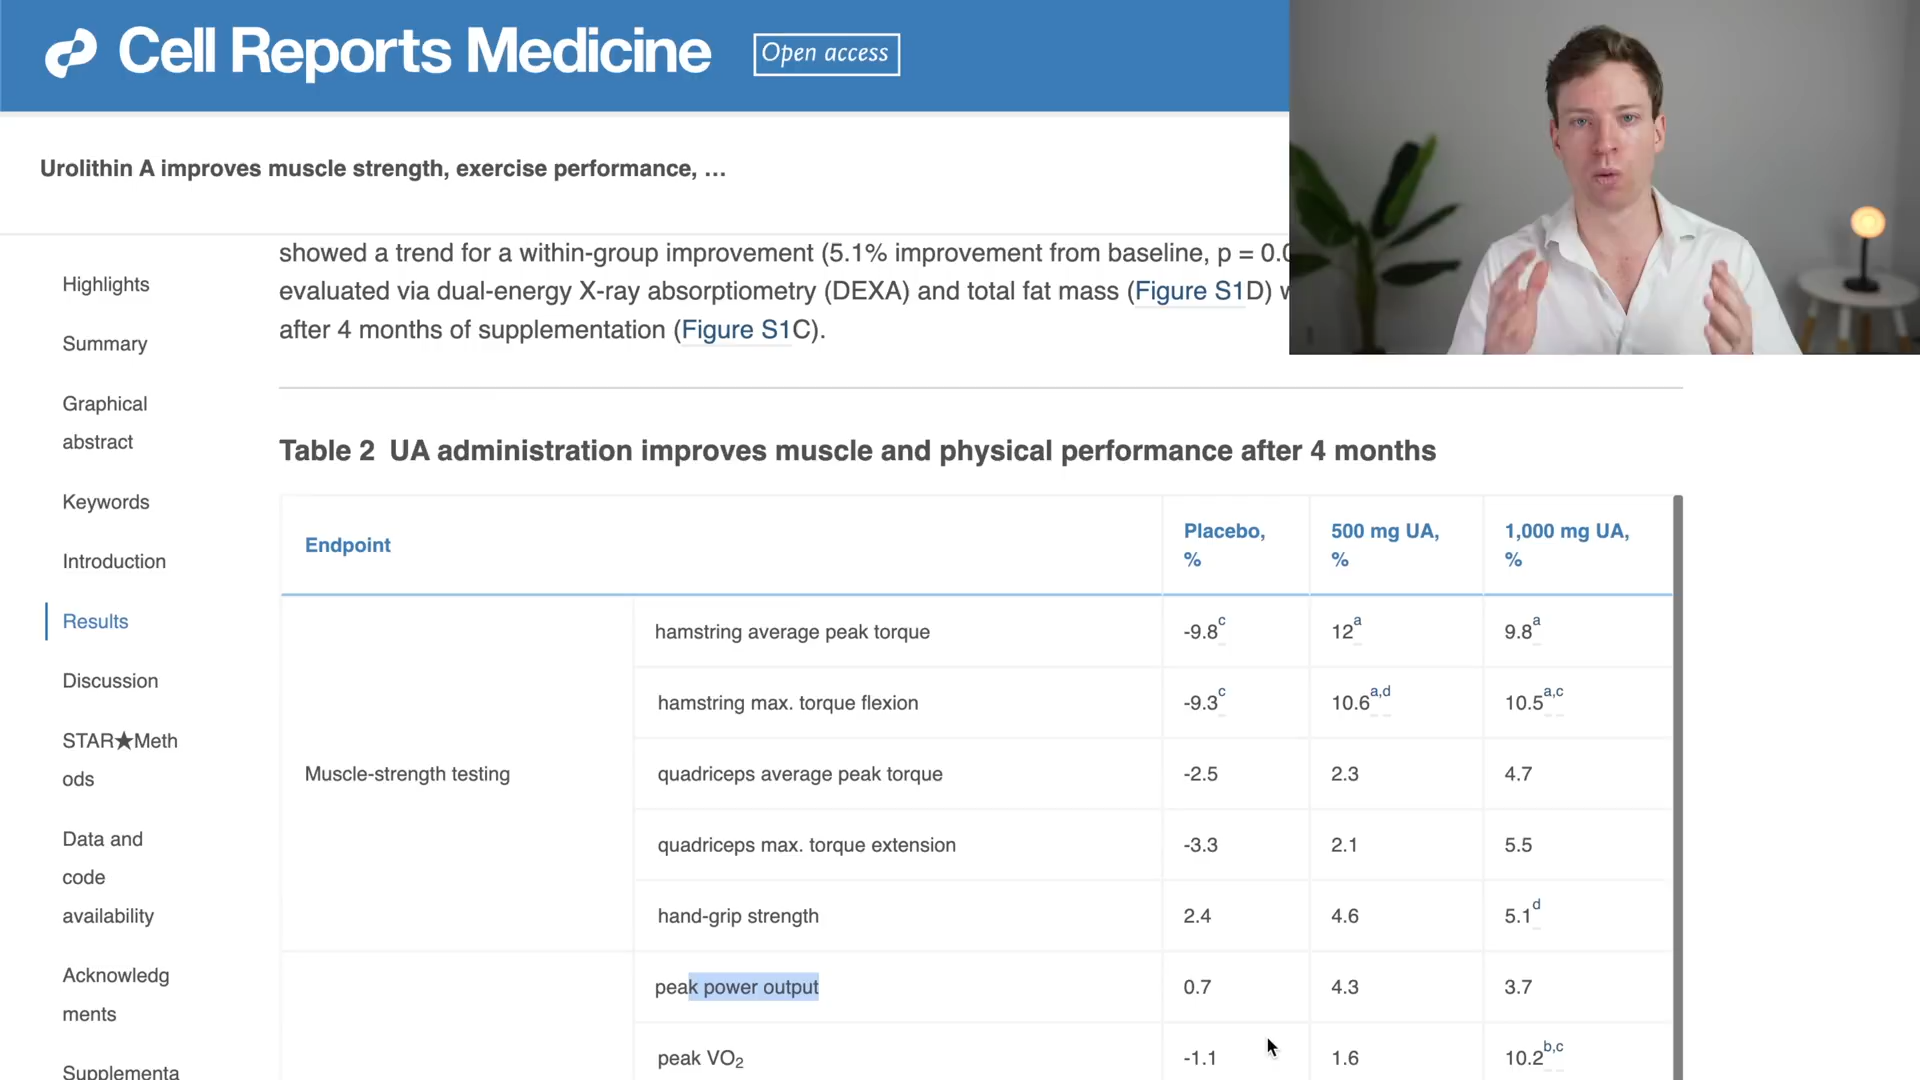 Cell Reports Medicine
Open access
Urolithin A improves muscle strength, exercise performance, ...
Highlights
Summary
Graphical
abstract
Keywords
Introduction
Results
Discussion
STAR★Meth
ods
Data and
code
availability
Acknowledg
ments
Supplementa
showed a trend for a within-group improvement (5.1% improvement from baseline, p = 0.0
evaluated via dual-energy X-ray absorptiometry (DEXA) and total fat mass (Figure S1D)
after 4 months of supplementation (Figure S1C).
Table 2 UA administration improves muscle and physical performance after 4 months
Endpoint Placebo, % 500 mg UA, % 1,000 mg UA, %
Muscle-strength testing
hamstring average peak torque -9.8c 12a 9.8a
hamstring max. torque flexion -9.3c 10.6a,d 10.5a,c
quadriceps average peak torque -2.5 2.3 4.7
quadriceps max. torque extension -3.3 2.1 5.5
hand-grip strength 2.4 4.6 5.1d
peak power output 0.7 4.3 3.7
peak VO2 -1.1 1.6 10.2b,c